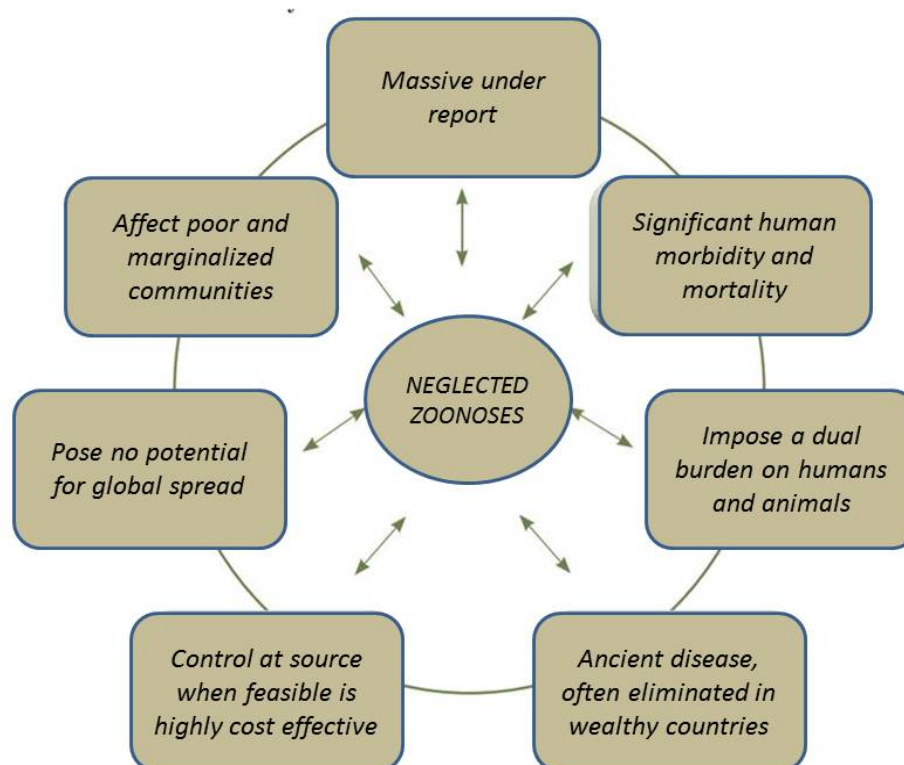 Massive under
report
Affect poor and
marginalized
communities
Significant human
morbidity and
mortality
NEGLECTED
ZOONOSES
Pose no potential
for global spread
Impose a dual
burden on humans
and animals
Control at source
when feasible is
highly cost effective
Ancient disease,
often eliminated in
wealthy countries